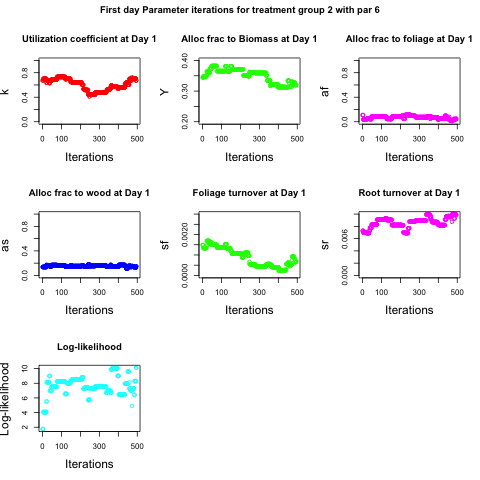 First day Parameter iterations for treatment group 2 with par 6
Utilization coefficient at Day 1
Alloc frac to Biomass at Day 1
Alloc frac to foliage at Day 1
k
0.0 0.4 0.8
0 100 300 500
Iterations
Y
0.20 0.30 0.40
0 100 300 500
Iterations
af
0.0 0.4 0.8
0 100 300 500
Iterations
Alloc frac to wood at Day 1
Foliage turnover at Day 1
Root turnover at Day 1
as
0.0 0.4 0.8
0 100 300 500
Iterations
sf
0.0000 0.0020
0 100 300 500
Iterations
sr
0.000 0.006
0 100 300 500
Iterations
Log-likelihood
Log-likelihood
2 4 6 8 10
0 100 300 500
Iterations